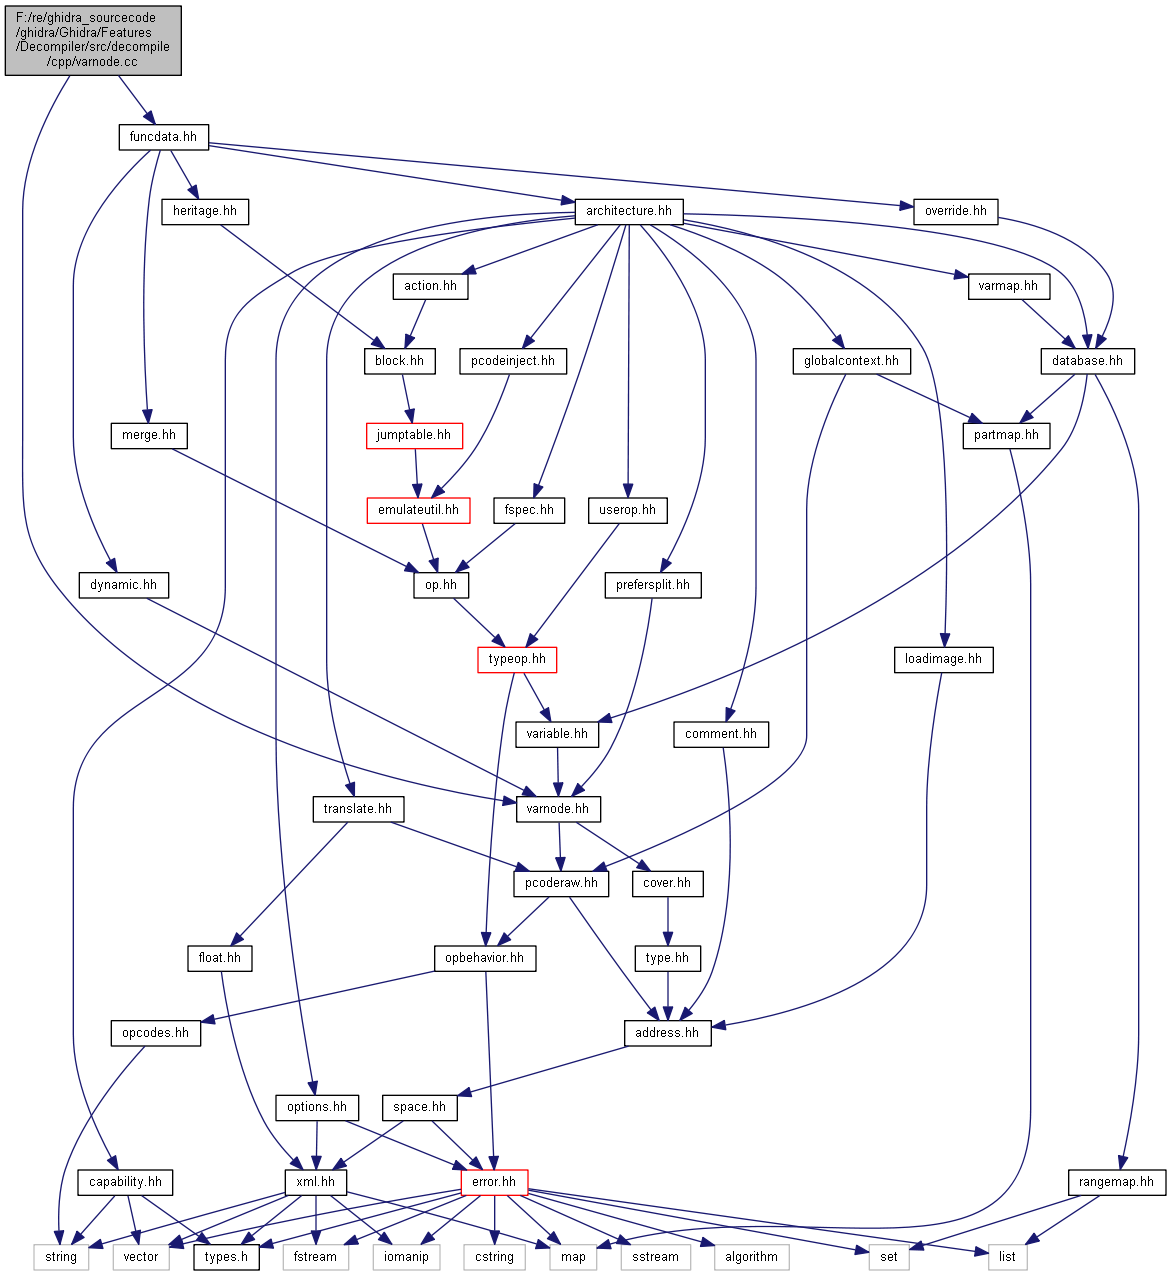 F:/re/ghidra_sourcecode
/ghidra/Ghidra/Features
/Decompiler/src/decompile
/cpp/varnode.cc
funcdata.hh
heritage.hh
architecture.hh
override.hh
action.hh
varmap.hh
block.hh
pcodeinject.hh
globalcontext.hh
database.hh
merge.hh
jumptable.hh
partmap.hh
emulateutil.hh
fspec.hh
userop.hh
dynamic.hh
op.hh
prefersplit.hh
typeop.hh
loadimage.hh
variable.hh
comment.hh
translate.hh
varnode.hh
pcoderaw.hh
cover.hh
float.hh
opbehavior.hh
type.hh
opcodes.hh
address.hh
options.hh
space.hh
capability.hh
xml.hh
error.hh
rangemap.hh
string
vector
types.h
fstream
iomanip
cstring
map
sstream
algorithm
set
list